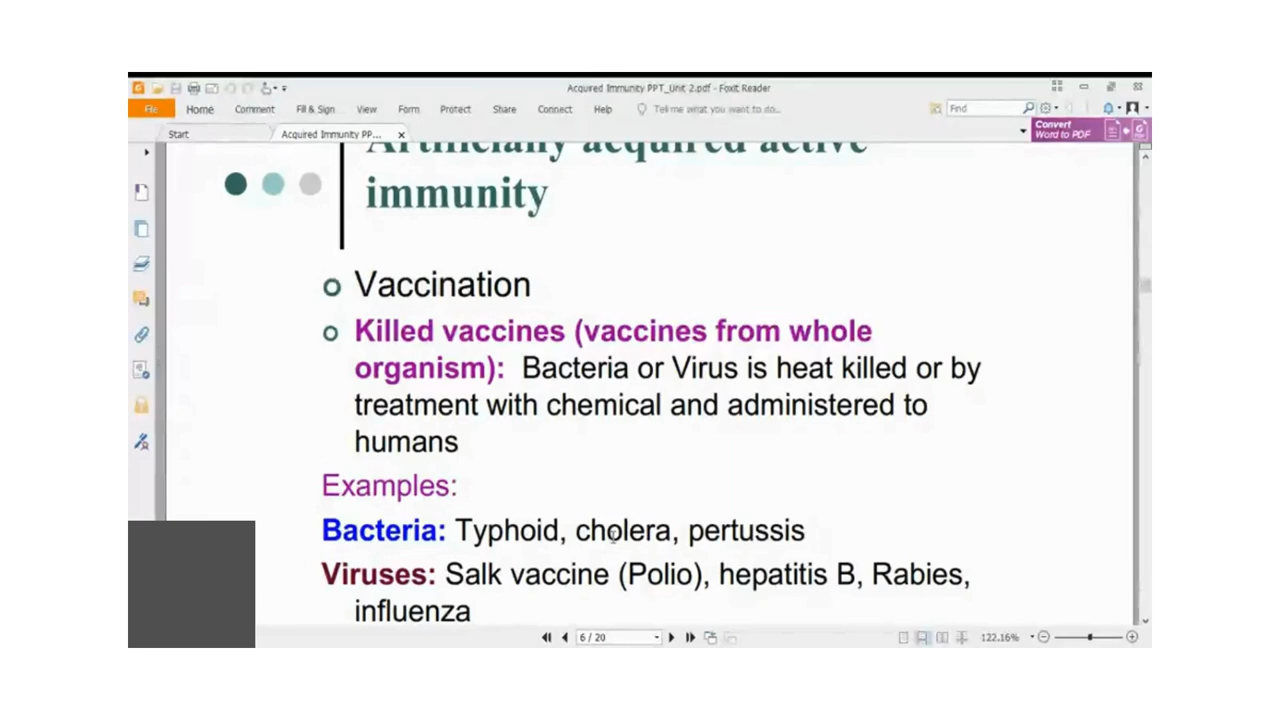 Acquired Immunity PPT_Unit 2.pdf - Foxit Reader
File Home Comment Fill & Sign View Form Protect Share Connect Help Tell me what you want to do... Find
Start Acquired Immunity PP... Convert
Word to PDF
Artificially acquired active
immunity
Vaccination
Killed vaccines (vaccines from whole
organism): Bacteria or Virus is heat killed or by
treatment with chemical and administered to
humans
Examples:
Bacteria: Typhoid, cholera, pertussis
Viruses: Salk vaccine (Polio), hepatitis B, Rabies,
influenza
6 / 20 122.16%